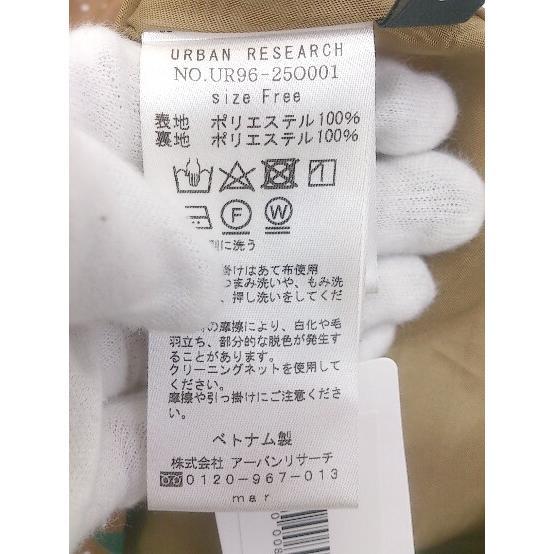 URBAN RESEARCH
NO.UR96-25O001
size Free
表地 ポリエステル100%
裏地 ポリエステル100%
F W
に洗う
掛けはあて布使用
つまみ洗いや、もみ洗
、押し洗いをしてくだ
の摩擦により、白化や毛
羽立ち、部分的な脱色が発生す
ることがあります。
クリーニングネットを使用して
ください。
摩擦や引っ掛けにご注意くださ
い。
ベトナム製
株式会社 アーバンリサーチ
0120-967-013
mar